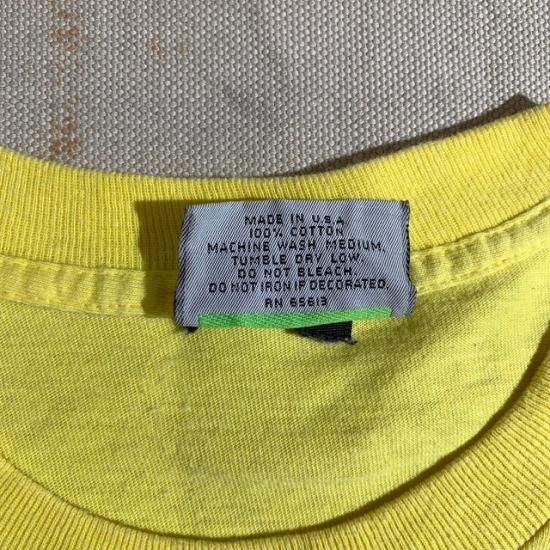 MADE IN U.S.A.
100% COTTON
MACHINE WASH MEDIUM.
TUMBLE DRY LOW.
DO NOT BLEACH.
DO NOT IRON IF DECORATED.
RN 65613